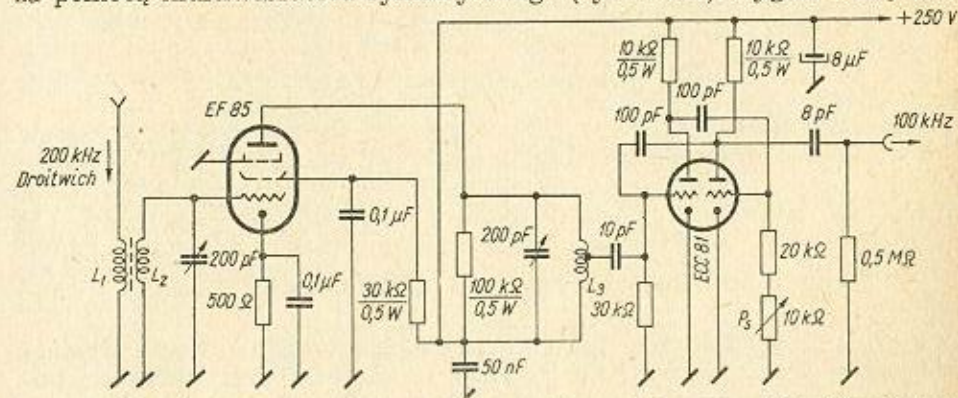 +250 V
10 kΩ
0,5 W
10 kΩ
0,5 W
8 μF
100 pF
100 pF
8 pF
100 kHz
EF 85
200 kHz
Droitwich
0,1 μF
200 pF
10 pF
ECC 81
20 kΩ
0,5 MΩ
L1
L2
200 pF
500 Ω
0,1 μF
30 kΩ
0,5 W
100 kΩ
0,5 W
L3
30 kΩ
Ps
10 kΩ
50 nF